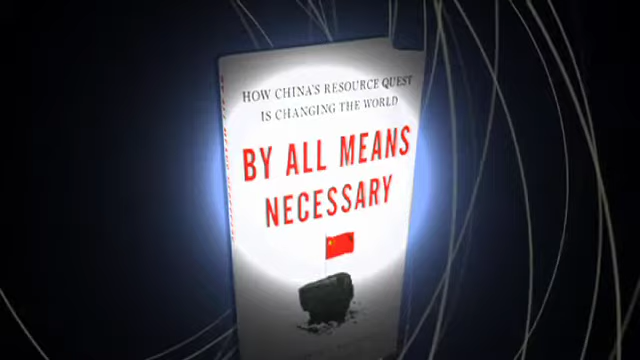 HOW CHINA'S RESOURCE QUEST
IS CHANGING THE WORLD
BY ALL MEANS
NECESSARY